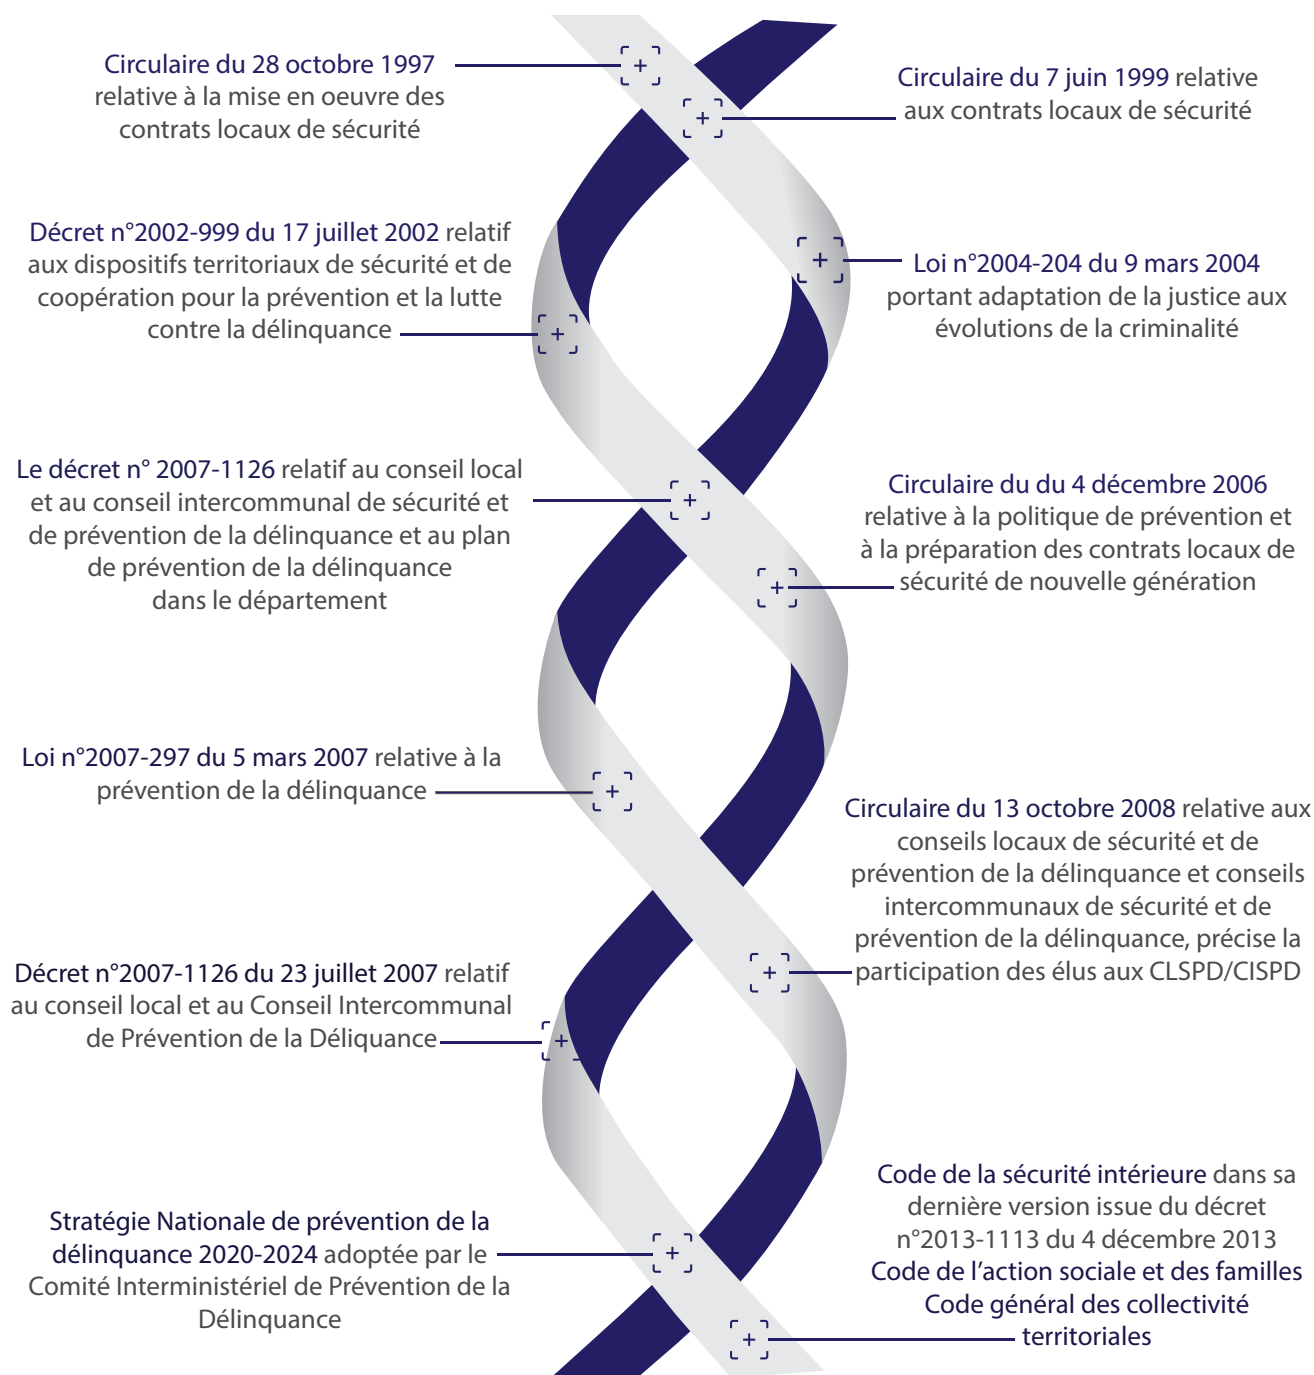 Circulaire du 28 octobre 1997
relative à la mise en oeuvre des
contrats locaux de sécurité
Circulaire du 7 juin 1999 relative
aux contrats locaux de sécurité
Décret n°2002-999 du 17 juillet 2002 relatif
aux dispositifs territoriaux de sécurité et de
coopération pour la prévention et la lutte
contre la délinquance
Loi n°2004-204 du 9 mars 2004
portant adaptation de la justice aux
évolutions de la criminalité
Le décret n° 2007-1126 relatif au conseil local
et au conseil intercommunal de sécurité et
de prévention de la délinquance et au plan
de prévention de la délinquance
dans le département
Circulaire du du 4 décembre 2006
relative à la politique de prévention et
à la préparation des contrats locaux de
sécurité de nouvelle génération
Loi n°2007-297 du 5 mars 2007 relative à la
prévention de la délinquance
Circulaire du 13 octobre 2008 relative aux
conseils locaux de sécurité et de
prévention de la délinquance et conseils
intercommunaux de sécurité et de
prévention de la délinquance, précise la
participation des élus aux CLSPD/CISPD
Décret n°2007-1126 du 23 juillet 2007 relatif
au conseil local et au Conseil Intercommunal
de Prévention de la Déliquance
Stratégie Nationale de prévention de la
délinquance 2020-2024 adoptée par le
Comité Interministériel de Prévention de la
Délinquance
Code de la sécurité intérieure dans sa
dernière version issue du décret
n°2013-1113 du 4 décembre 2013
Code de l'action sociale et des familles
Code général des collectivité
territoriales